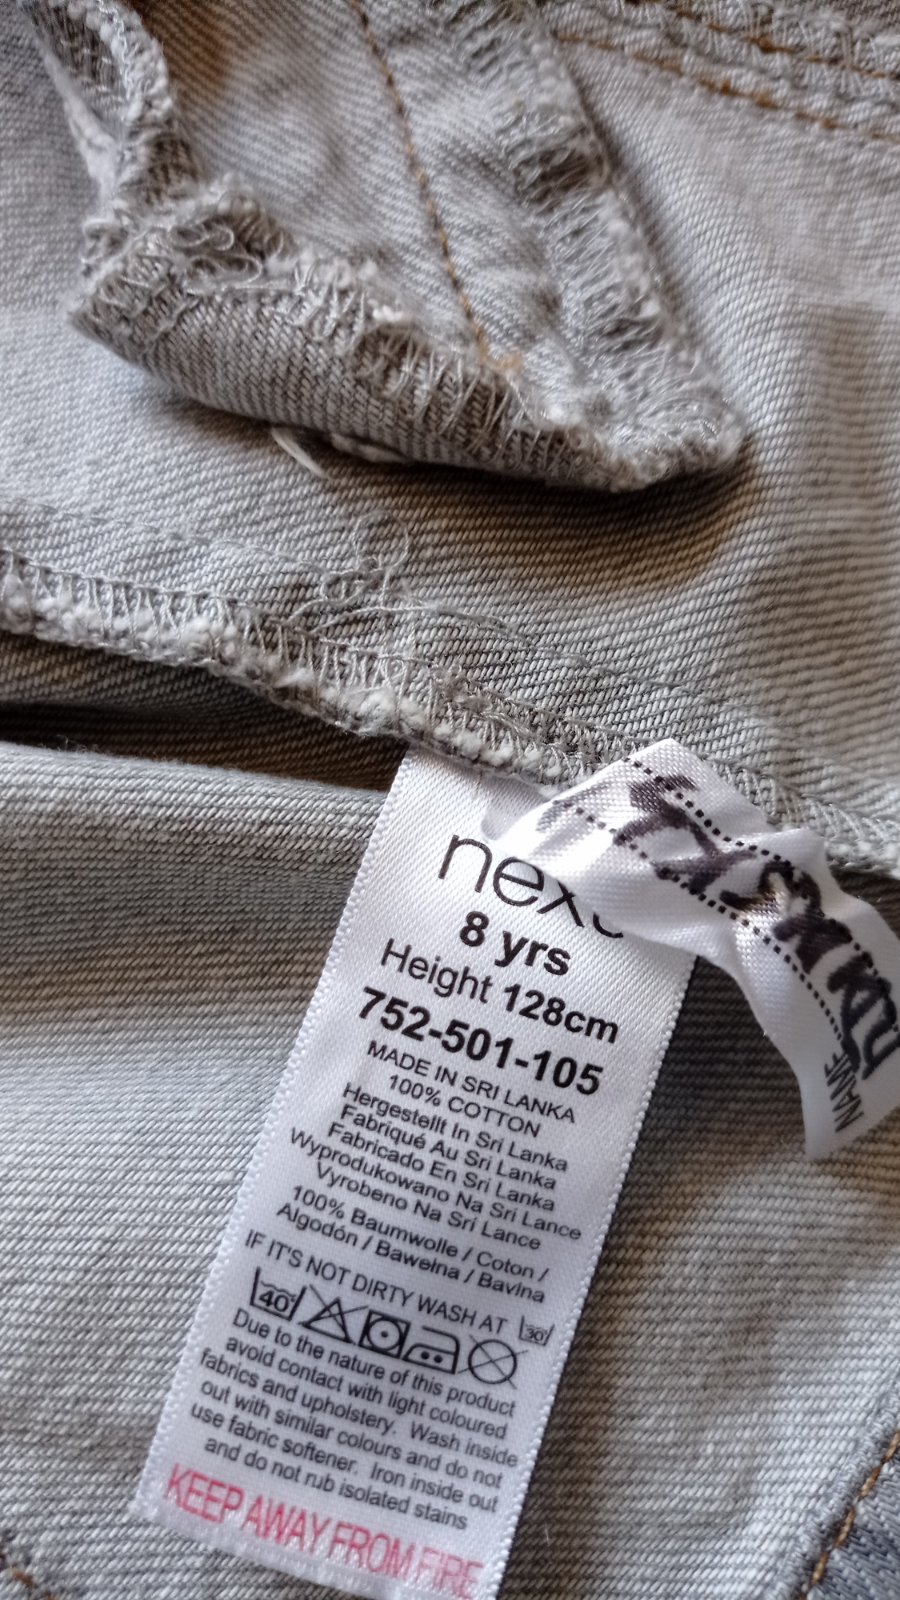 next
8 yrs
Height 128cm
752-501-105
MADE IN SRI LANKA
100% COTTON
Hergestellt In Sri Lanka
Fabriqué Au Sri Lanka
Fabricado En Sri Lanka
Wyprodukowano Na Sri Lance
Vyrobeno Na Srí Lance
100% Baumwolle / Coton /
Algodón / Bawełna / Bavlna
IF IT'S NOT DIRTY WASH AT 30
40
Due to the nature of this product
avoid contact with light coloured
fabrics and upholstery. Wash inside
out with similar colours and do not
use fabric softener. Iron inside out
and do not rub isolated stains
KEEP AWAY FROM FIRE
NAME